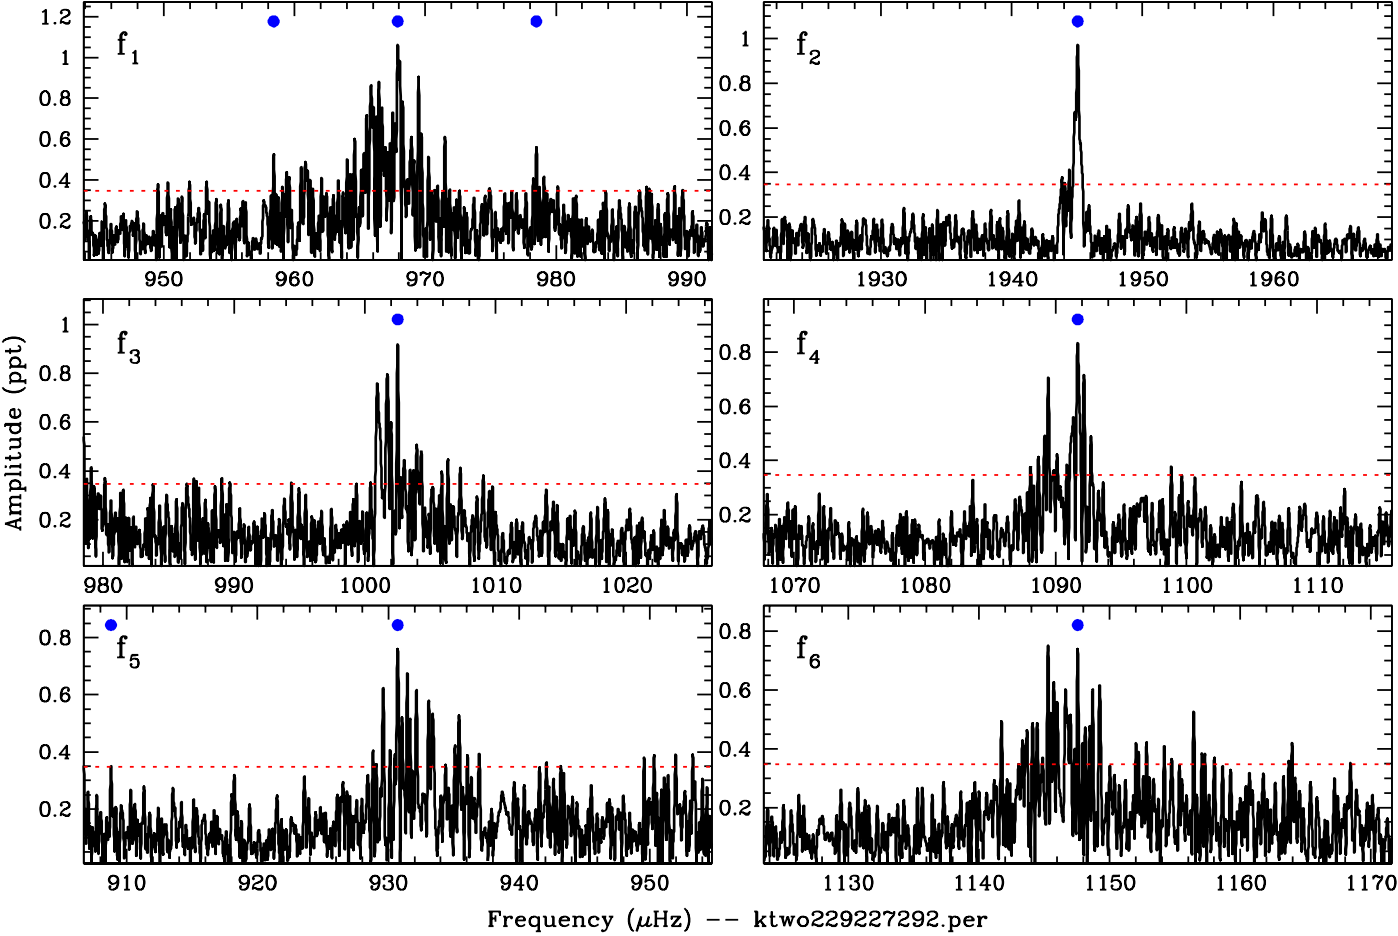 f1
1.2
1
0.8
0.6
0.4
0.2
950 960 970 980 990
f2
1
0.8
0.6
0.4
0.2
1930 1940 1950 1960
f3
1
0.8
0.6
0.4
0.2
980 990 1000 1010 1020
f4
0.8
0.6
0.4
0.2
1070 1080 1090 1100 1110
f5
0.8
0.6
0.4
0.2
910 920 930 940 950
f6
0.8
0.6
0.4
0.2
1130 1140 1150 1160 1170
Amplitude (ppt)
Frequency (μHz) -- ktwo229227292.per